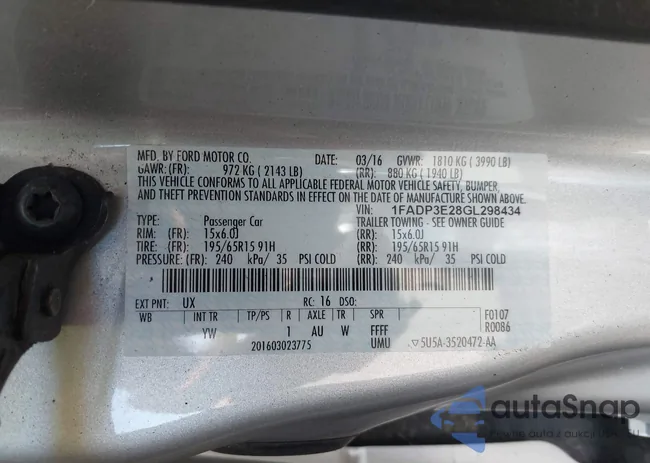 MFD. BY FORD MOTOR CO. DATE: 03/16 GVWR: 1810 KG ( 3990 LB)
GAWR:(FR): 972 KG ( 2143 LB) (RR): 880 KG ( 1940 LB)
THIS VEHICLE CONFORMS TO ALL APPLICABLE FEDERAL MOTOR VEHICLE SAFETY, BUMPER,
AND THEFT PREVENTION STANDARDS IN EFFECT ON THE DATE OF MANUFACTURE SHOWN ABOVE.
VIN: 1FADP3E28GL298434
TYPE: Passenger Car TRAILER TOWING - SEE OWNER GUIDE
RIM: (FR) 15x6.0J (RR): 15x6.0J
TIRE: (FR) 195/65R15 91H (RR): 195/65R15 91H
PRESSURE: (FR) 240 kPa/ 35 PSI COLD (RR): 240 kPa/ 35 PSI COLD
EXT PNT: UX RC: 16 DSO:
WB INT TR TP/PS R AXLE TR SPR F0107
YW 1 AU W FFFF R0086
201603023775 UMU ▽5U5A-3520472-AA
autoSnap